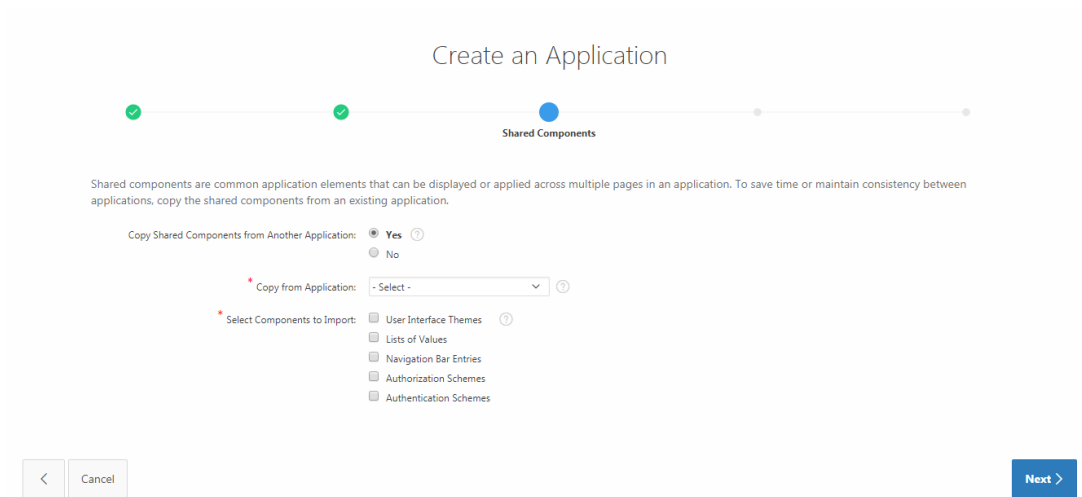 Create an Application
Shared Components
Shared components are common application elements that can be displayed or applied across multiple pages in an application. To save time or maintain consistency between
applications, copy the shared components from an existing application.
Copy Shared Components from Another Application: Yes ?
No
* Copy from Application: - Select - ?
* Select Components to Import: User Interface Themes ?
Lists of Values
Navigation Bar Entries
Authorization Schemes
Authentication Schemes
< Cancel Next >